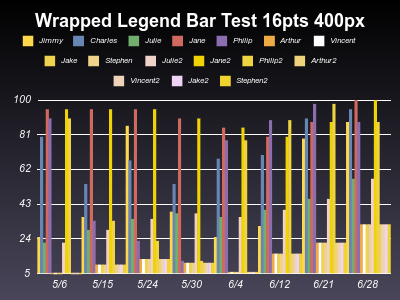 Wrapped Legend Bar Test 16pts 400px
Jimmy Charles Julie Jane Philip Arthur Vincent
Jake Stephen Julie2 Jane2 Philip2 Arthur2
Vincent2 Jake2 Stephen2
100
81
62
43
24
5
5/6 5/15 5/24 5/30 6/4 6/12 6/21 6/28